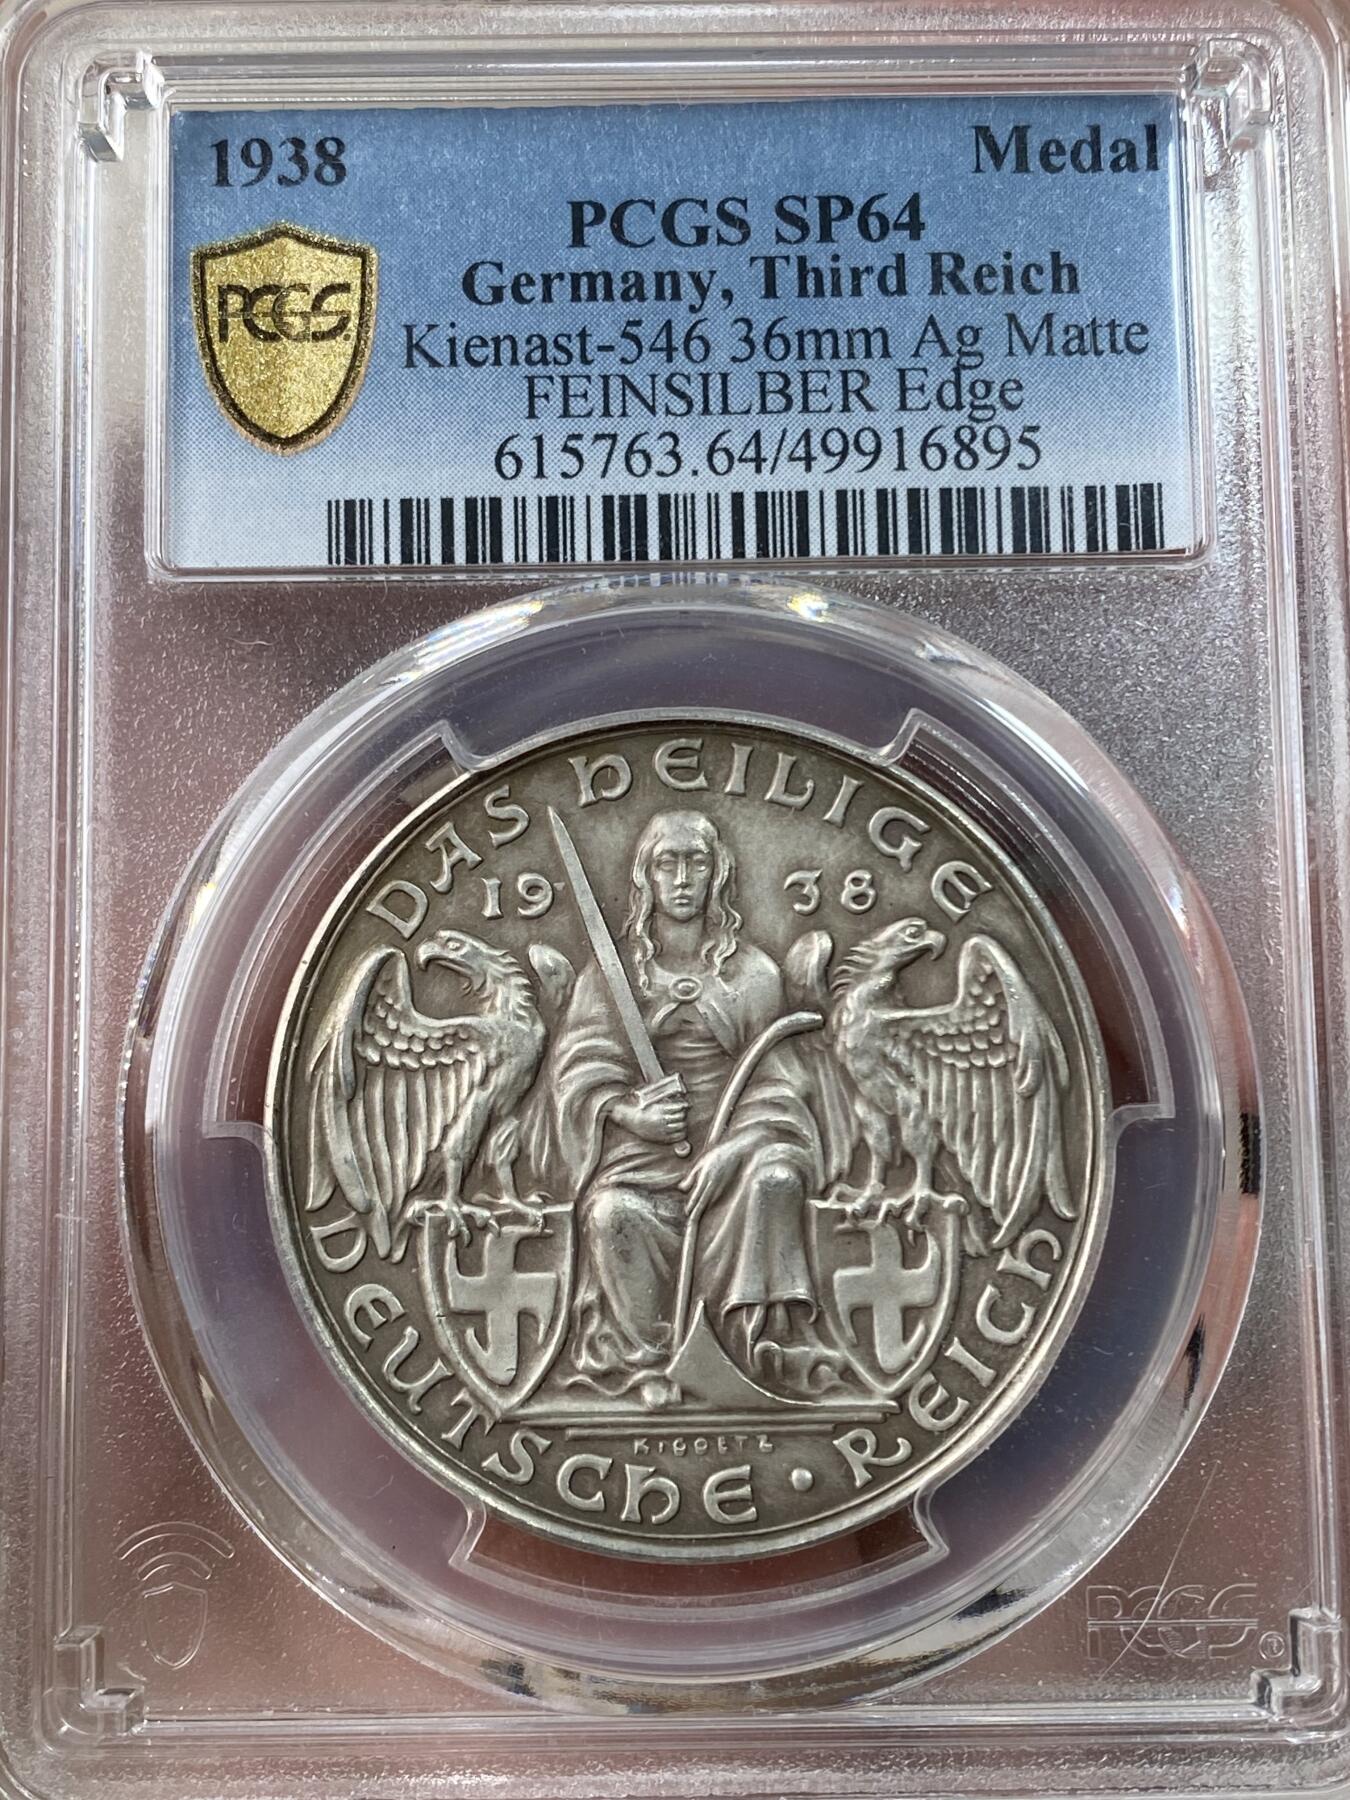 1938 Medal
PCGS SP64
Germany, Third Reich
Kienast-546 36mm Ag Matte
FEINSILBER Edge
615763.64/49916895
PCGS
DAS HEILIGE
19 38
DEUTSCHE · REICH
PCGS